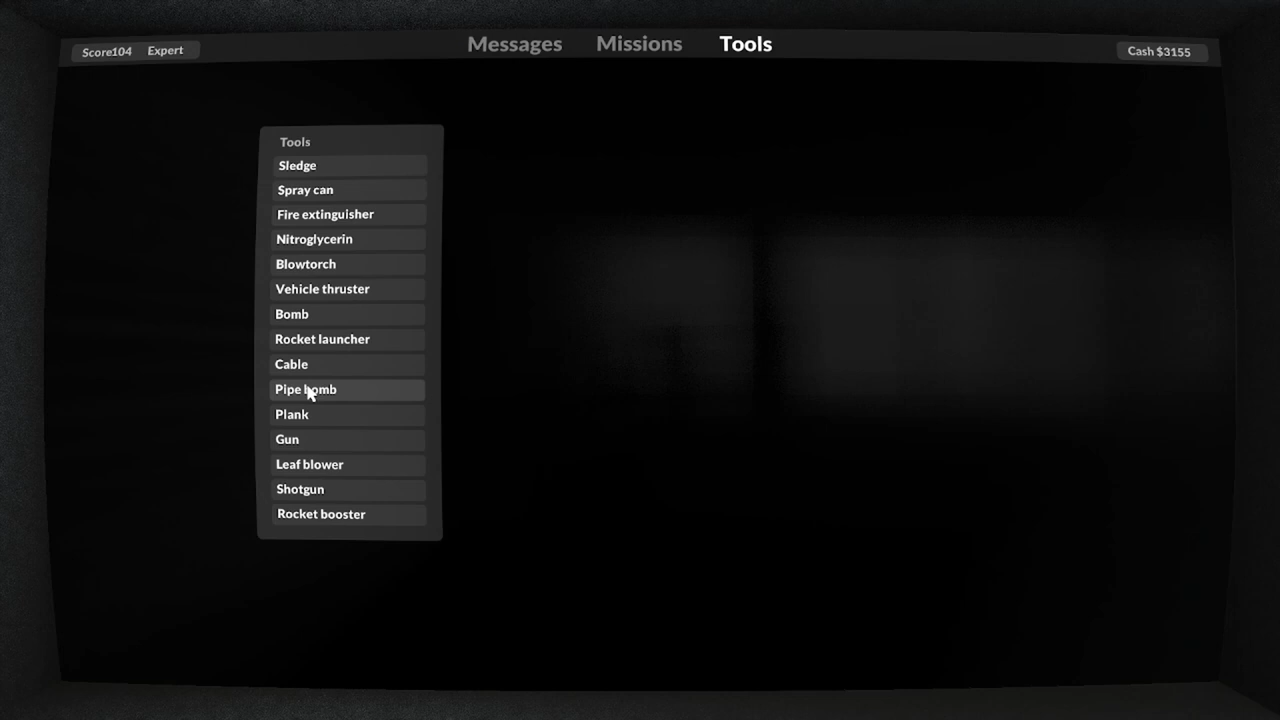 Score104 Expert
Messages Missions Tools
Cash $3155
Tools
Sledge
Spray can
Fire extinguisher
Nitroglycerin
Blowtorch
Vehicle thruster
Bomb
Rocket launcher
Cable
Pipe bomb
Plank
Gun
Leaf blower
Shotgun
Rocket booster